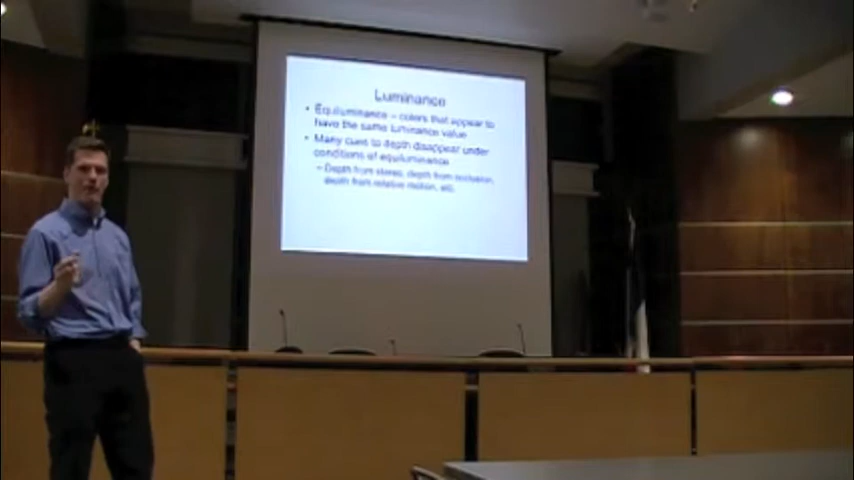 Luminance
• Equiluminance – colors that appear to
have the same luminance value
• Many cues to depth disappear under
conditions of equiluminance
– Depth from stereo, depth from occlusion,
depth from relative motion, etc.